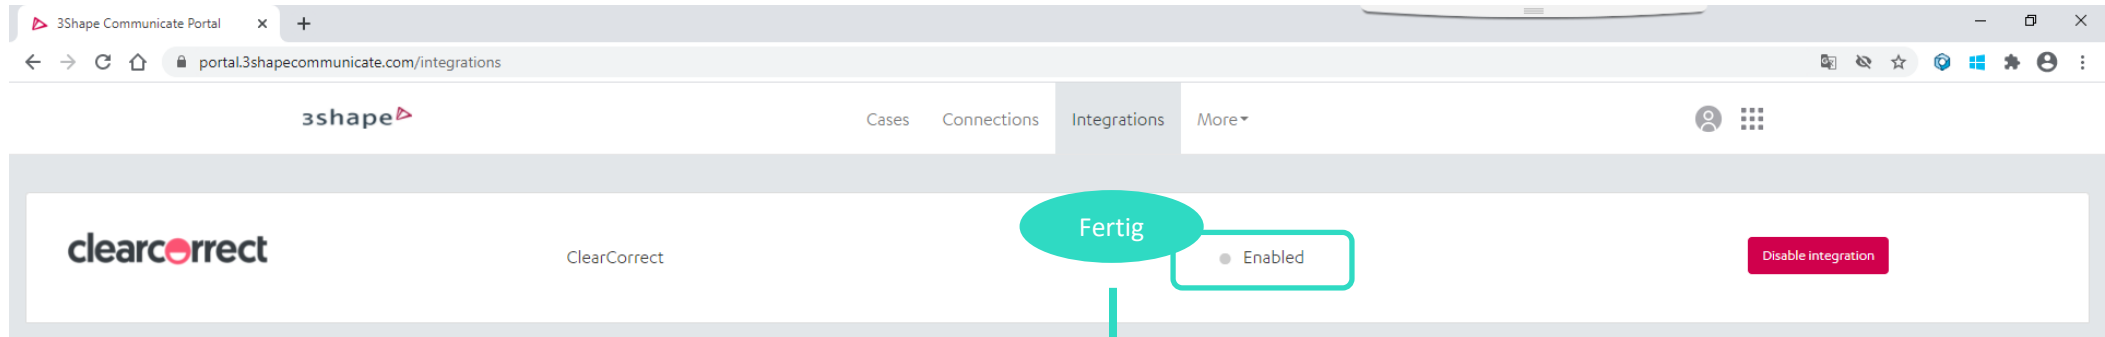 3Shape Communicate Portal
portal.3shapecommunicate.com/integrations
3shape
Cases Connections Integrations More
Fertig
clearcorrect ClearCorrect Enabled Disable integration